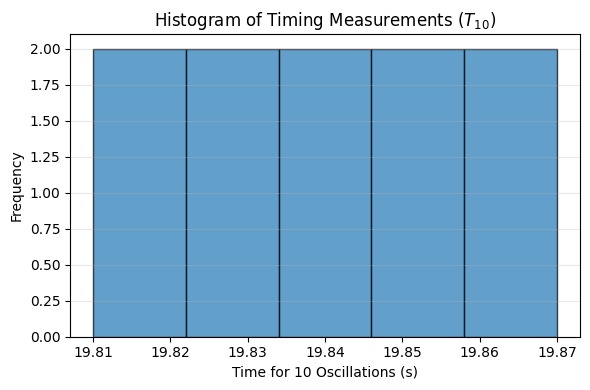 Histogram of Timing Measurements (T₁₀)
2.00
1.75
1.50
1.25
1.00
0.75
0.50
0.25
0.00
Frequency
19.81 19.82 19.83 19.84 19.85 19.86 19.87
Time for 10 Oscillations (s)